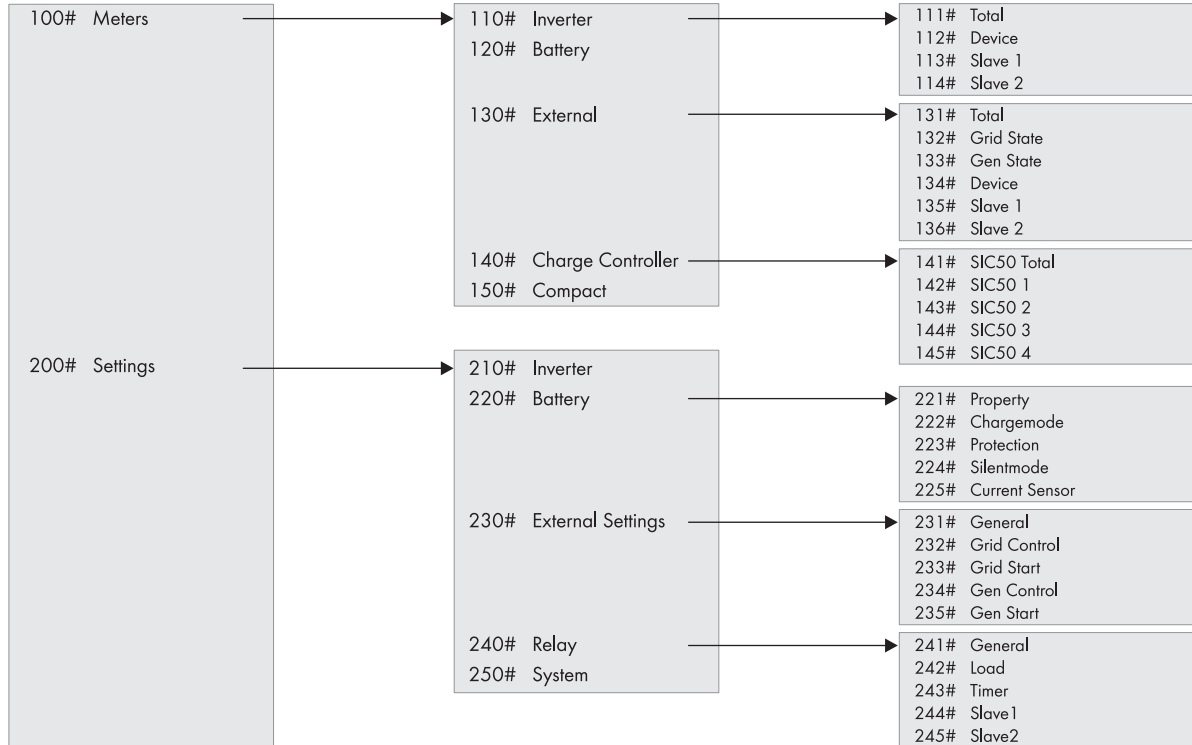 100# Meters
110# Inverter
120# Battery
130# External
140# Charge Controller
150# Compact
111# Total
112# Device
113# Slave 1
114# Slave 2
131# Total
132# Grid State
133# Gen State
134# Device
135# Slave 1
136# Slave 2
141# SIC50 Total
142# SIC50 1
143# SIC50 2
144# SIC50 3
145# SIC50 4
200# Settings
210# Inverter
220# Battery
230# External Settings
240# Relay
250# System
221# Property
222# Chargemode
223# Protection
224# Silentmode
225# Current Sensor
231# General
232# Grid Control
233# Grid Start
234# Gen Control
235# Gen Start
241# General
242# Load
243# Timer
244# Slave1
245# Slave2